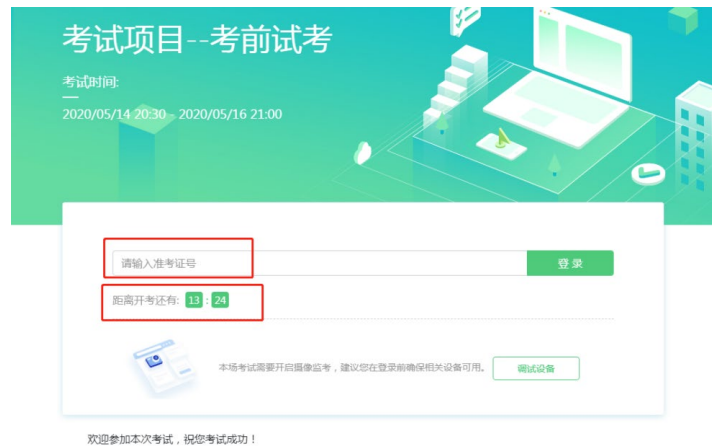 考试项目--考前试考
考试时间:
2020/05/14 20:30 - 2020/05/16 21:00
请输入准考证号
登 录
距离开考还有: 13 : 24
本场考试需要开启摄像监考，建议您在登录前确保相关设备可用。
调试设备
欢迎参加本次考试，祝您考试成功！